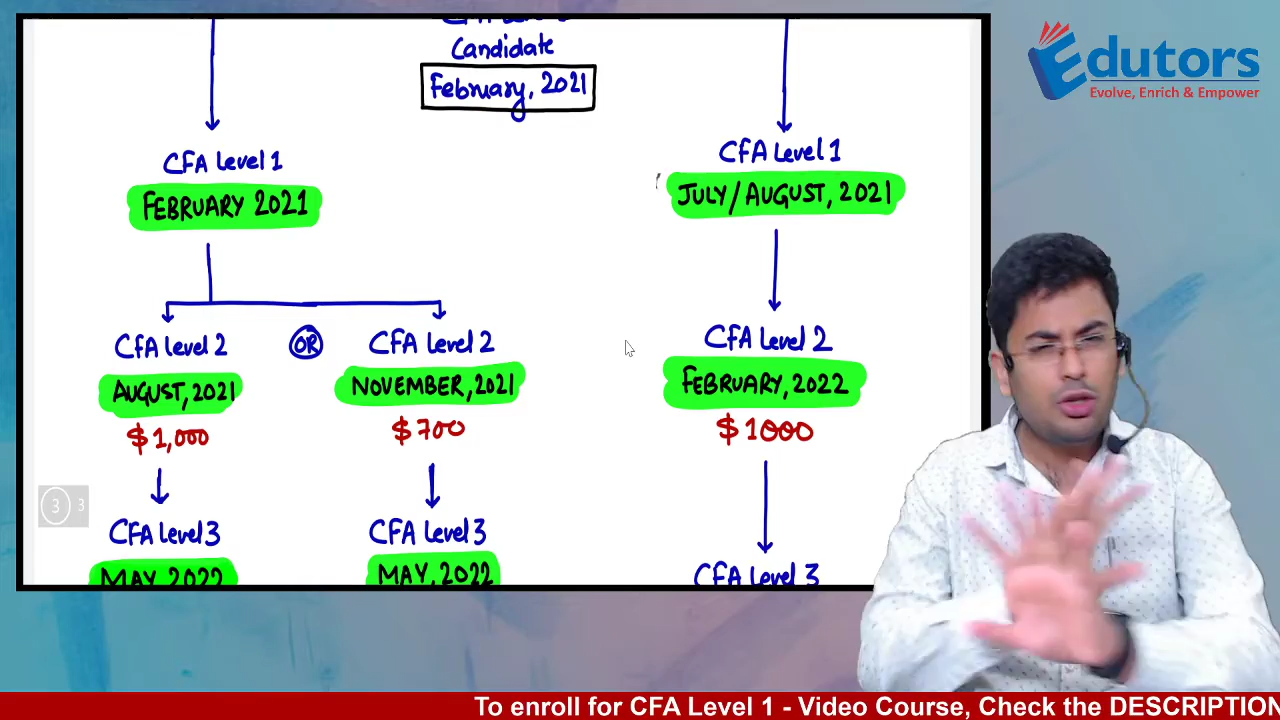 Candidate
February, 2021
Edutors
Evolve, Enrich & Empower
CFA Level 1
FEBRUARY 2021
CFA Level 1
JULY/AUGUST, 2021
CFA Level 2
AUGUST, 2021
$1,000
OR
CFA Level 2
NOVEMBER, 2021
$700
CFA Level 2
FEBRUARY, 2022
$1000
3 3
CFA Level 3
MAY 2022
CFA Level 3
MAY, 2022
CFA Level 3
To enroll for CFA Level 1 - Video Course, Check the DESCRIPTION